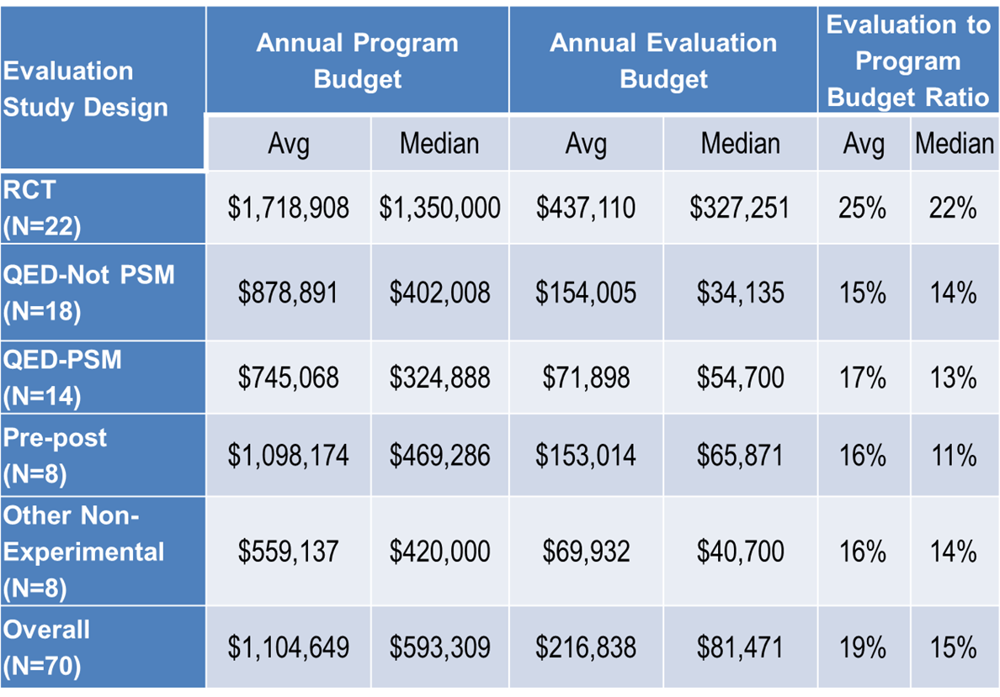 Evaluation
Study Design
Annual Program
Budget
Annual Evaluation
Budget
Evaluation to
Program
Budget Ratio
Avg Median Avg Median Avg Median
RCT
(N=22)
$1,718,908 $1,350,000 $437,110 $327,251 25% 22%
QED-Not PSM
(N=18)
$878,891 $402,008 $154,005 $34,135 15% 14%
QED-PSM
(N=14)
$745,068 $324,888 $71,898 $54,700 17% 13%
Pre-post
(N=8)
$1,098,174 $469,286 $153,014 $65,871 16% 11%
Other Non-
Experimental
(N=8)
$559,137 $420,000 $69,932 $40,700 16% 14%
Overall
(N=70)
$1,104,649 $593,309 $216,838 $81,471 19% 15%